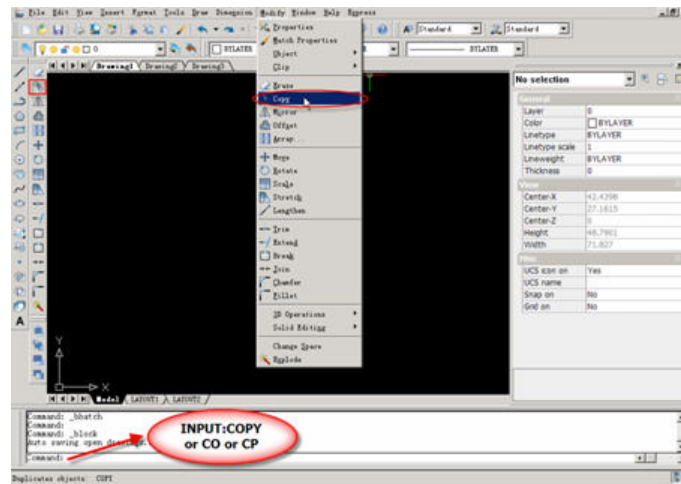 File Edit View Insert Format Tools Draw Dimension Modify Window Help Express
Standard Standard
BYLAYER BYLAYER
Drawing1 Drawing2 Drawing3
Properties
Match Properties
Object
Clip
Erase
Copy
Mirror
Offset
Array...
Move
Rotate
Scale
Stretch
Lengthen
Trim
Extend
Break
Join
Chamfer
Fillet
3D Operations
Solid Editing
Change Space
Explode
No selection
General
Layer 0
Color BYLAYER
Linetype BYLAYER
Linetype scale 1
Lineweight BYLAYER
Thickness 0
View
Center-X 42.4398
Center-Y 27.1615
Center-Z 0
Height
Width 71.827
Misc
UCS icon on Yes
UCS name
Snap on No
Grid on No
Y
X
A
Model LAYOUT1 LAYOUT2
Command: _bhatch
Command:
Command: _block
Auto saving open
Command:
INPUT:COPY
or CO or CP
Duplicates objects: COPY